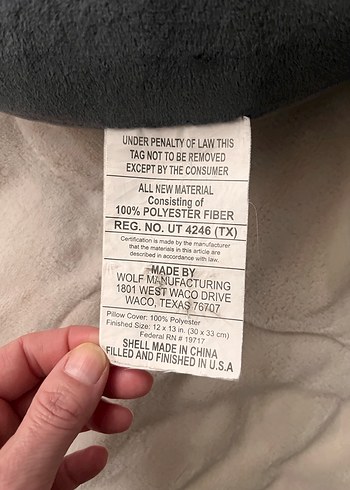 UNDER PENALTY OF LAW THIS
TAG NOT TO BE REMOVED
EXCEPT BY THE CONSUMER
ALL NEW MATERIAL
Consisting of
100% POLYESTER FIBER
REG. NO. UT 4246 (TX)
Certification is made by the manufacturer
that the materials in this article are
described in accordance with law.
MADE BY
WOLF MANUFACTURING
1801 WEST WACO DRIVE
WACO, TEXAS 76707
Pillow Cover: 100% Polyester
Finished Size: 12 x 13 in. (30 x 33 cm)
Federal RN # 19717
SHELL MADE IN CHINA
FILLED AND FINISHED IN U.S.A